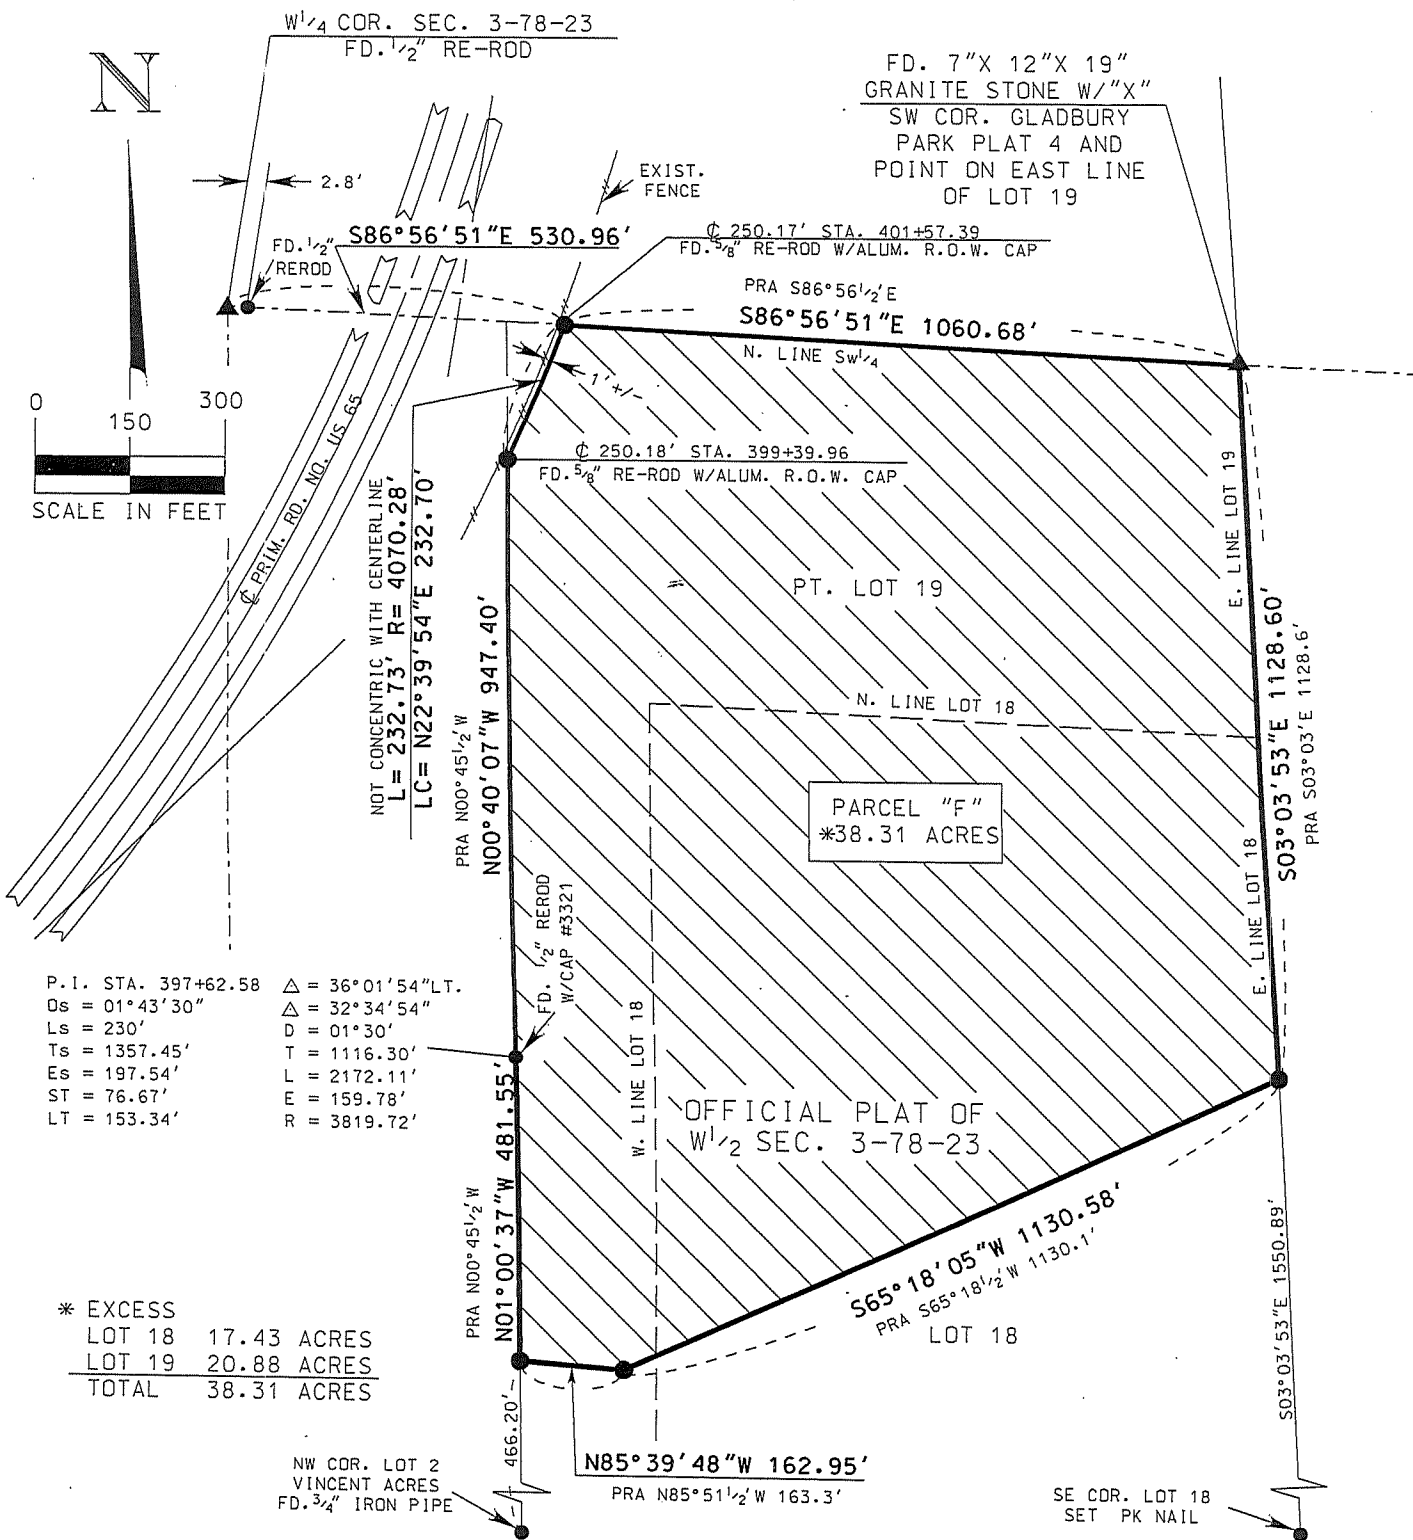 W1/4 COR. SEC. 3-78-23
FD. 1/2" RE-ROD
N
FD. 7"X 12"X 19"
GRANITE STONE W/"X"
SW COR. GLADBURY
PARK PLAT 4 AND
POINT ON EAST LINE
OF LOT 19
2.8'
EXIST.
FENCE
FD. 1/2"
REROD
S86°56'51"E 530.96'
℄ 250.17' STA. 401+57.39
FD. 5/8" RE-ROD W/ALUM. R.O.W. CAP
PRA S86°56 1/2'E
S86°56'51"E 1060.68'
N. LINE SW1/4
1'+/-
0 150 300
SCALE IN FEET
℄ PRIM. RD. NO. US 65
℄ 250.18' STA. 399+39.96
FD. 5/8" RE-ROD W/ALUM. R.O.W. CAP
NOT CONCENTRIC WITH CENTERLINE
L= 232.73' R= 4070.28'
LC= N22°39'54"E 232.70'
PT. LOT 19
E. LINE LOT 19
S03°03'53"E 1128.60'
PRA S03°03'E 1128.6'
PRA N00°45 1/2'W
N00°40'07"W 947.40'
N. LINE LOT 18
PARCEL "F"
*38.31 ACRES
E. LINE LOT 18
FD. 1/2" REROD
W/CAP #3321
P.I. STA. 397+62.58 △ = 36°01'54"LT.
Os = 01°43'30" △ = 32°34'54"
Ls = 230' D = 01°30'
Ts = 1357.45' T = 1116.30'
Es = 197.54' L = 2172.11'
ST = 76.67' E = 159.78'
LT = 153.34' R = 3819.72'
W. LINE LOT 18
OFFICIAL PLAT OF
W1/2 SEC. 3-78-23
PRA N00°45 1/2'W
N01°00'37"W 481.55'
S65°18'05"W 1130.58'
PRA S65°18 1/2'W 1130.1'
LOT 18
S03°03'53"E 1550.89'
* EXCESS
LOT 18 17.43 ACRES
LOT 19 20.88 ACRES
TOTAL 38.31 ACRES
466.20'
N85°39'48"W 162.95'
PRA N85°51 1/2'W 163.3'
NW COR. LOT 2
VINCENT ACRES
FD. 3/4" IRON PIPE
SE COR. LOT 18
SET PK NAIL